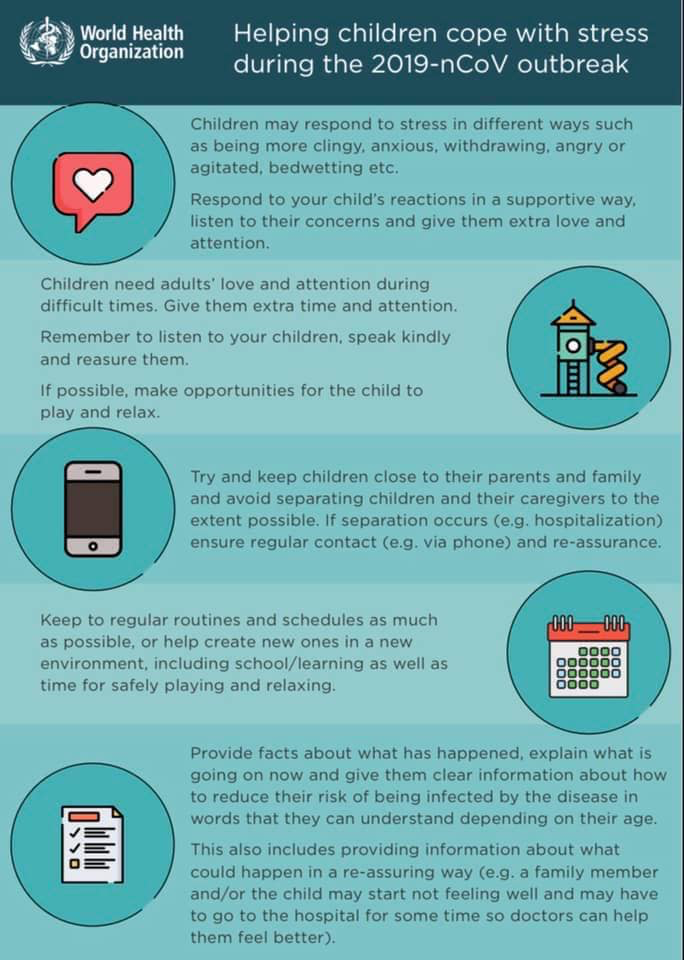 World Health
Organization
Helping children cope with stress
during the 2019-nCoV outbreak
Children may respond to stress in different ways such
as being more clingy, anxious, withdrawing, angry or
agitated, bedwetting etc.
Respond to your child's reactions in a supportive way,
listen to their concerns and give them extra love and
attention.
Children need adults' love and attention during
difficult times. Give them extra time and attention.
Remember to listen to your children, speak kindly
and reasure them.
If possible, make opportunities for the child to
play and relax.
Try and keep children close to their parents and family
and avoid separating children and their caregivers to the
extent possible. If separation occurs (e.g. hospitalization)
ensure regular contact (e.g. via phone) and re-assurance.
Keep to regular routines and schedules as much
as possible, or help create new ones in a new
environment, including school/learning as well as
time for safely playing and relaxing.
Provide facts about what has happened, explain what is
going on now and give them clear information about how
to reduce their risk of being infected by the disease in
words that they can understand depending on their age.
This also includes providing information about what
could happen in a re-assuring way (e.g. a family member
and/or the child may start not feeling well and may have
to go to the hospital for some time so doctors can help
them feel better).